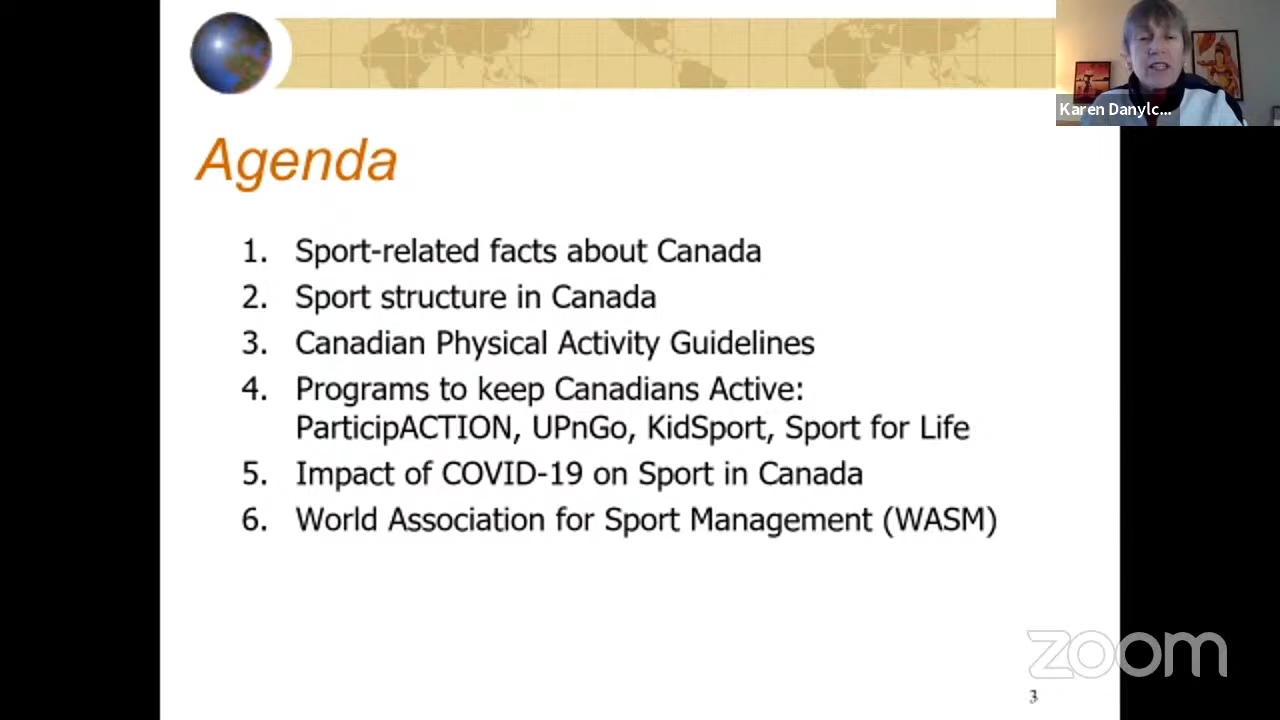 Karen Danylc...
Agenda
1. Sport-related facts about Canada
2. Sport structure in Canada
3. Canadian Physical Activity Guidelines
4. Programs to keep Canadians Active:
ParticipACTION, UPnGo, KidSport, Sport for Life
5. Impact of COVID-19 on Sport in Canada
6. World Association for Sport Management (WASM)
zoom
3